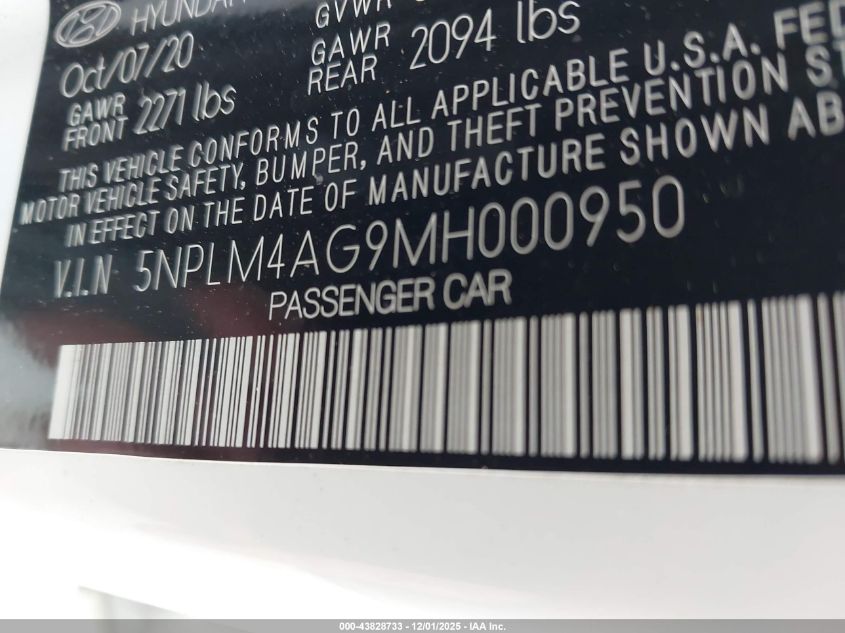 HYUNDAI
Oct/07/20
GVWR
GAWR FRONT 2271 lbs
GAWR REAR 2094 lbs
THIS VEHICLE CONFORMS TO ALL APPLICABLE U.S.A. FED
MOTOR VEHICLE SAFETY, BUMPER, AND THEFT PREVENTION ST
IN EFFECT ON THE DATE OF MANUFACTURE SHOWN AB
V.I.N 5NPLM4AG9MH000950
PASSENGER CAR
000-43828733 - 12/01/2025 - IAA Inc.